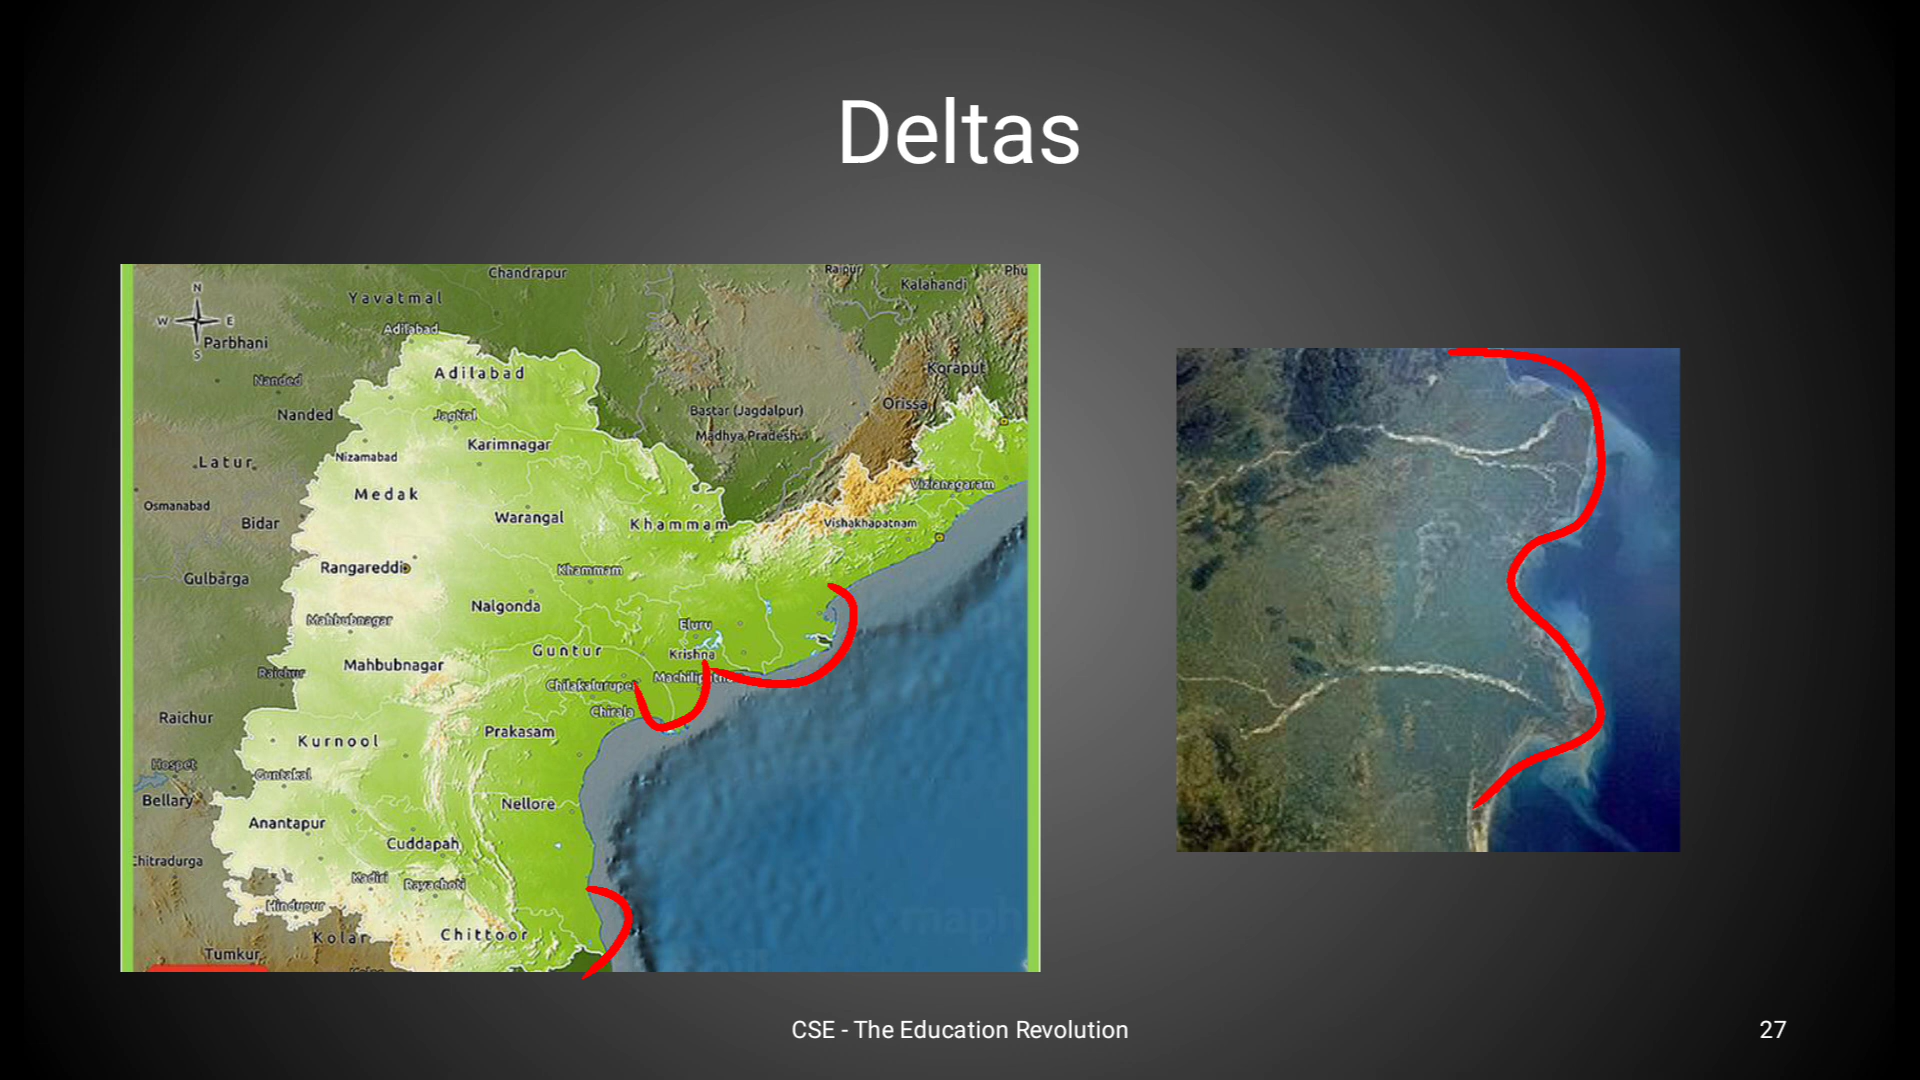 Deltas
Chandrapur
Raipur
Phu
Kalahandi
Yavatmal
N
W E
S
Adilabad
Parbhani
Koraput
Adilabad
Nanded
Orissa
Nanded
Jagtial
Bastar (Jagdalpur)
Madhya Pradesh
Karimnagar
Nizamabad
Latur
Vizianagaram
Medak
Osmanabad
Warangal
Khammam
Vishakhapatnam
Bidar
Rangareddi
Khammam
Gulbarga
Nalgonda
Mahbubnagar
Eluru
Guntur
Krishna
Mahbubnagar
Raichur
Chilakalurupet
Chirala
Raichur
Prakasam
Kurnool
Hospet
Guntakal
Bellary
Nellore
Anantapur
Cuddapah
Chitradurga
Kadiri
Rayachoti
Hindupur
Kolar
Chittoor
Tumkur
CSE - The Education Revolution
27